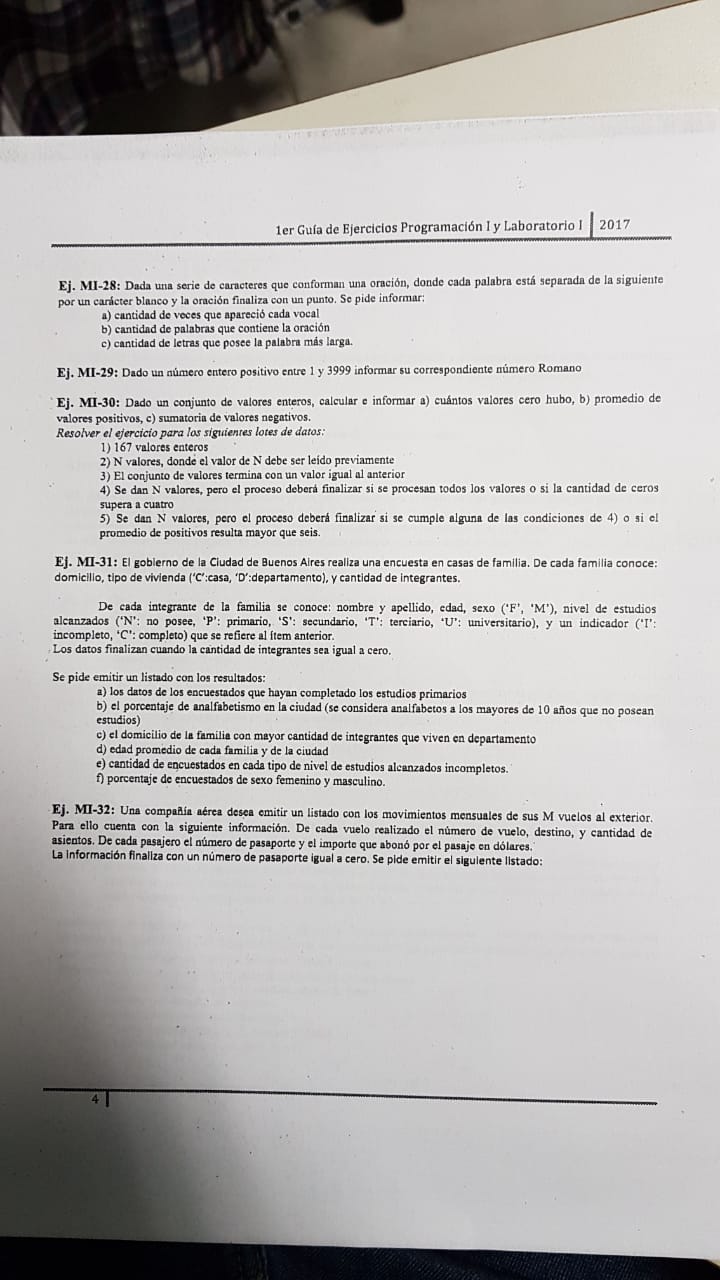 1er Guía de Ejercicios Programación I y Laboratorio I 2017
Ej. MI-28: Dada una serie de caracteres que conforman una oración, donde cada palabra está separada de la siguiente
por un carácter blanco y la oración finaliza con un punto. Se pide informar:
a) cantidad de veces que apareció cada vocal
b) cantidad de palabras que contiene la oración
c) cantidad de letras que posee la palabra más larga.
Ej. MI-29: Dado un número entero positivo entre 1 y 3999 informar su correspondiente número Romano
Ej. MI-30: Dado un conjunto de valores enteros, calcular e informar a) cuántos valores cero hubo, b) promedio de
valores positivos, c) sumatoria de valores negativos.
Resolver el ejercicio para los siguientes lotes de datos:
1) 167 valores enteros
2) N valores, donde el valor de N debe ser leído previamente
3) El conjunto de valores termina con un valor igual al anterior
4) Se dan N valores, pero el proceso deberá finalizar si se procesan todos los valores o si la cantidad de ceros
supera a cuatro
5) Se dan N valores, pero el proceso deberá finalizar si se cumple alguna de las condiciones de 4) o si el
promedio de positivos resulta mayor que seis.
Ej. MI-31: El gobierno de la Ciudad de Buenos Aires realiza una encuesta en casas de familia. De cada familia conoce:
domicilio, tipo de vivienda ('C':casa, 'D':departamento), y cantidad de integrantes.
De cada integrante de la familia se conoce: nombre y apellido, edad, sexo ('F', 'M'), nivel de estudios
alcanzados ('N': no posee, 'P': primario, 'S': secundario, 'T': terciario, 'U': universitario), y un indicador ('I':
incompleto, 'C': completo) que se refiere al ítem anterior.
Los datos finalizan cuando la cantidad de integrantes sea igual a cero.
Se pide emitir un listado con los resultados:
a) los datos de los encuestados que hayan completado los estudios primarios
b) el porcentaje de analfabetismo en la ciudad (se considera analfabetos a los mayores de 10 años que no posean
estudios)
c) el domicilio de la familia con mayor cantidad de integrantes que viven en departamento
d) edad promedio de cada familia y de la ciudad
e) cantidad de encuestados en cada tipo de nivel de estudios alcanzados incompletos.
f) porcentaje de encuestados de sexo femenino y masculino.
Ej. MI-32: Una compañía aérea desea emitir un listado con los movimientos mensuales de sus M vuelos al exterior.
Para ello cuenta con la siguiente información. De cada vuelo realizado el número de vuelo, destino, y cantidad de
asientos. De cada pasajero el número de pasaporte y el importe que abonó por el pasaje en dólares.
La información finaliza con un número de pasaporte igual a cero. Se pide emitir el siguiente listado:
4